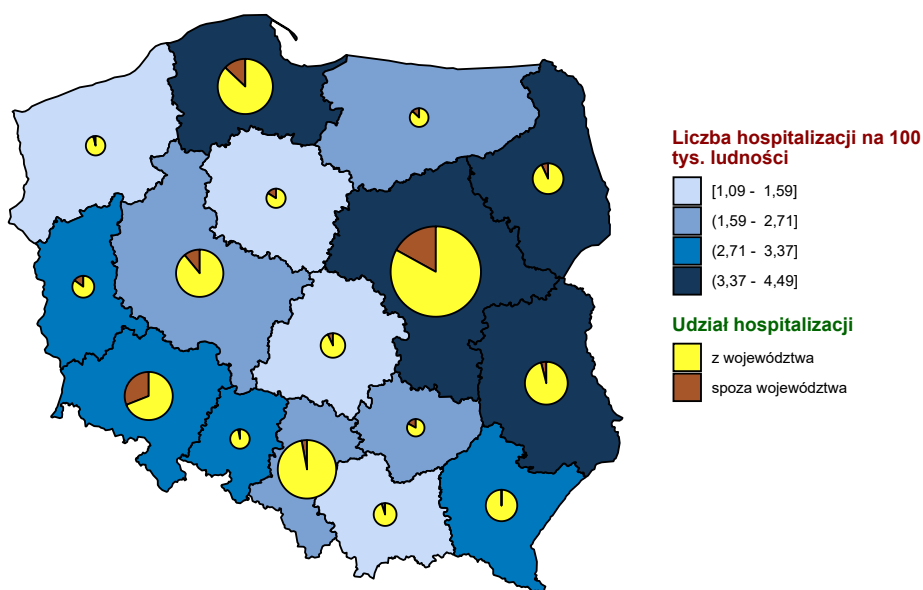 Liczba hospitalizacji na 100
tys. ludności
[1,09 - 1,59]
(1,59 - 2,71]
(2,71 - 3,37]
(3,37 - 4,49]
Udział hospitalizacji
z województwa
spoza województwa